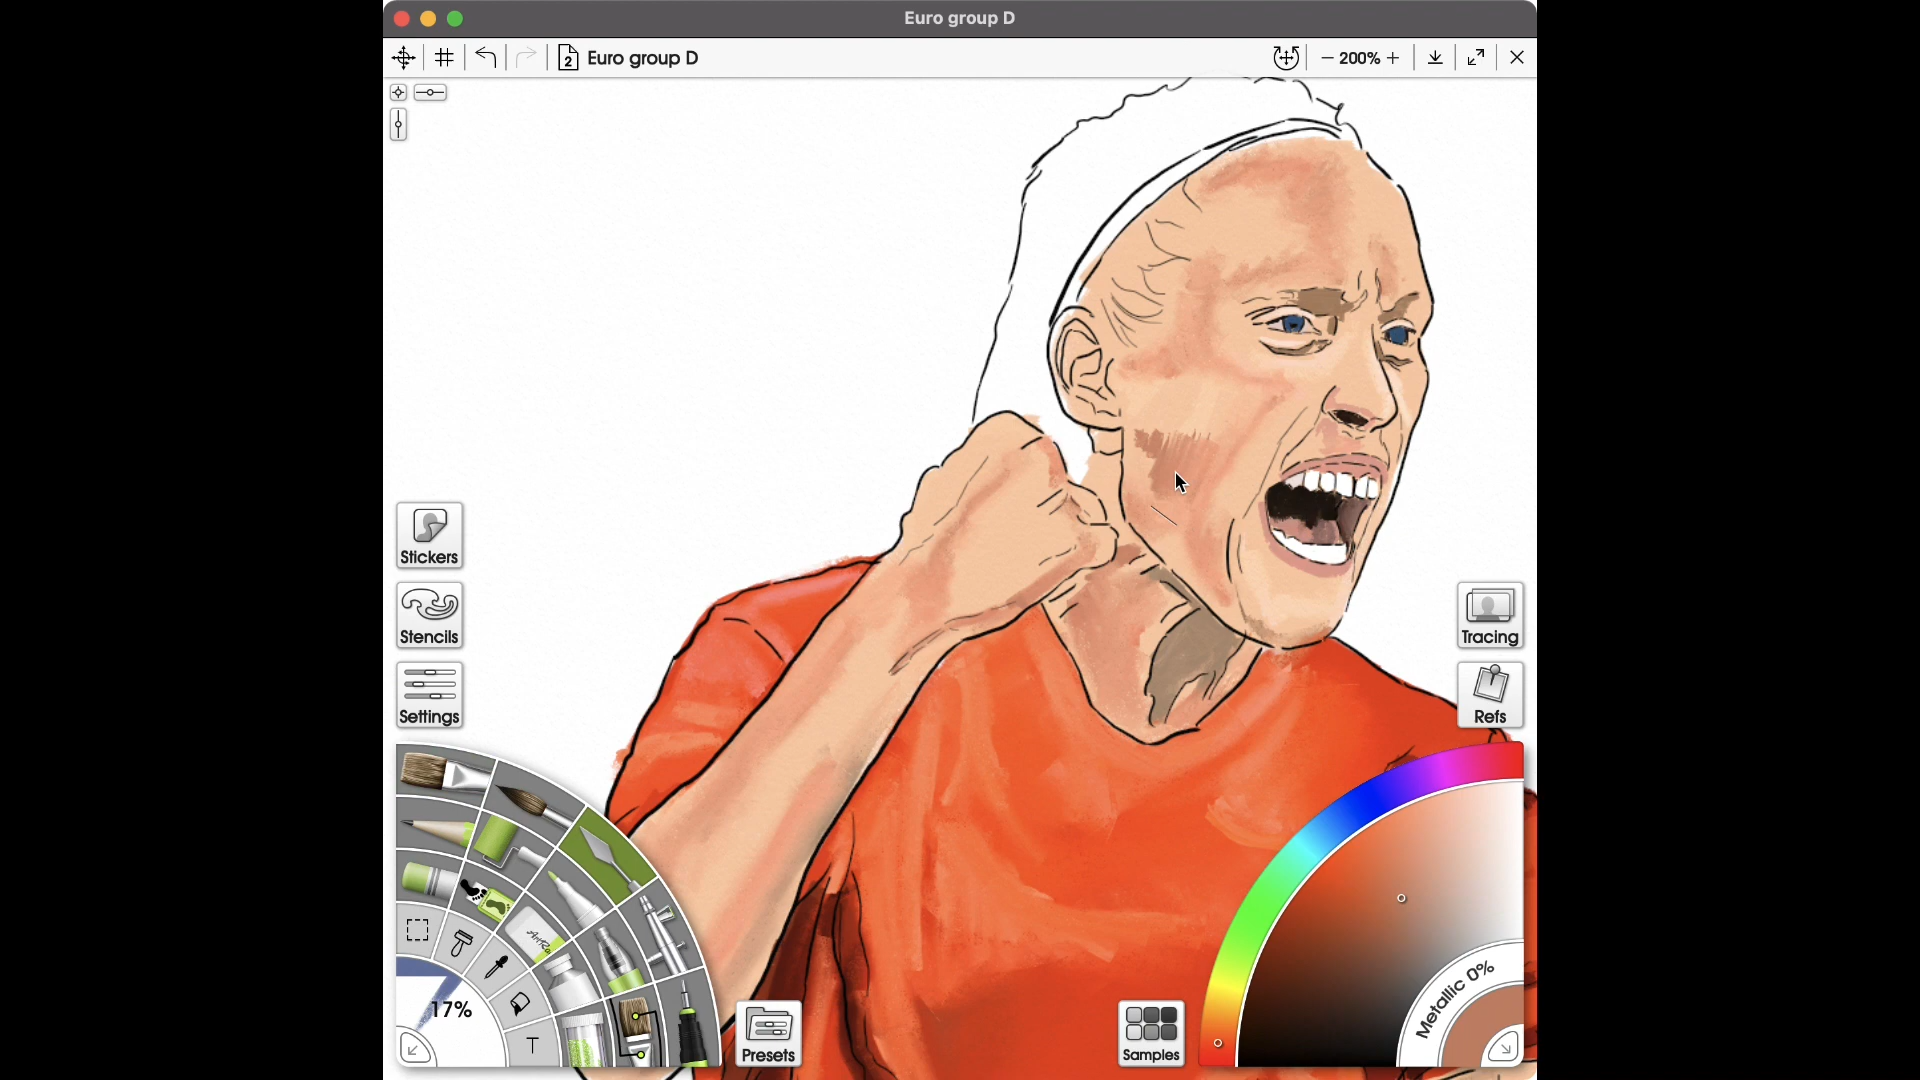 Euro group D
2 Euro group D
200%
Stickers
Stencils
Settings
Tracing
Refs
17%
T
Presets
Samples
Metallic 0%